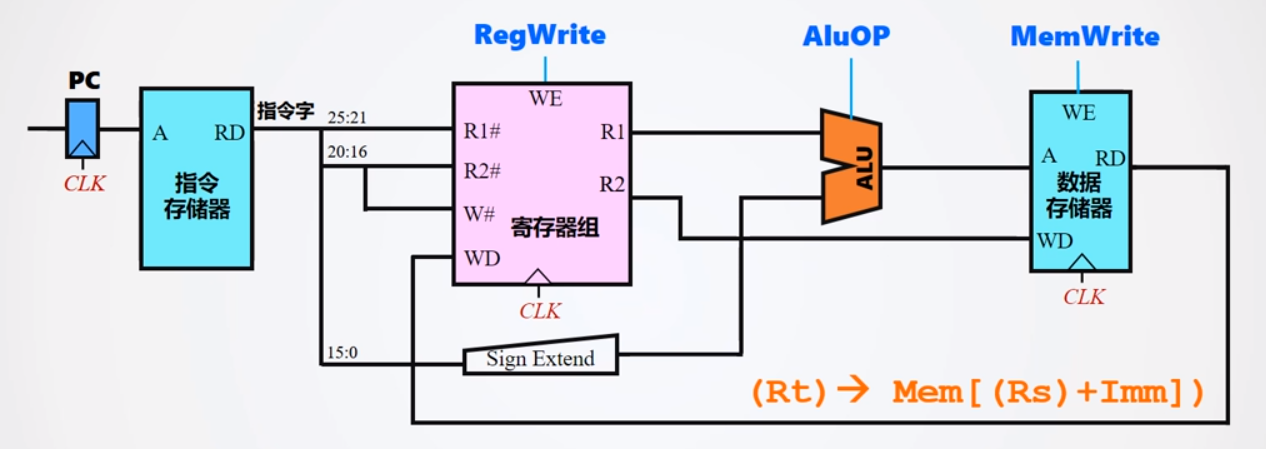 RegWrite
AluOP
MemWrite
PC
CLK
A
RD
指令
存储器
指令字
25:21
20:16
15:0
WE
R1#
R2#
W#
WD
R1
R2
寄存器组
CLK
Sign Extend
ALU
WE
A
RD
数据
存储器
WD
CLK
(Rt)→ Mem[(Rs)+Imm])